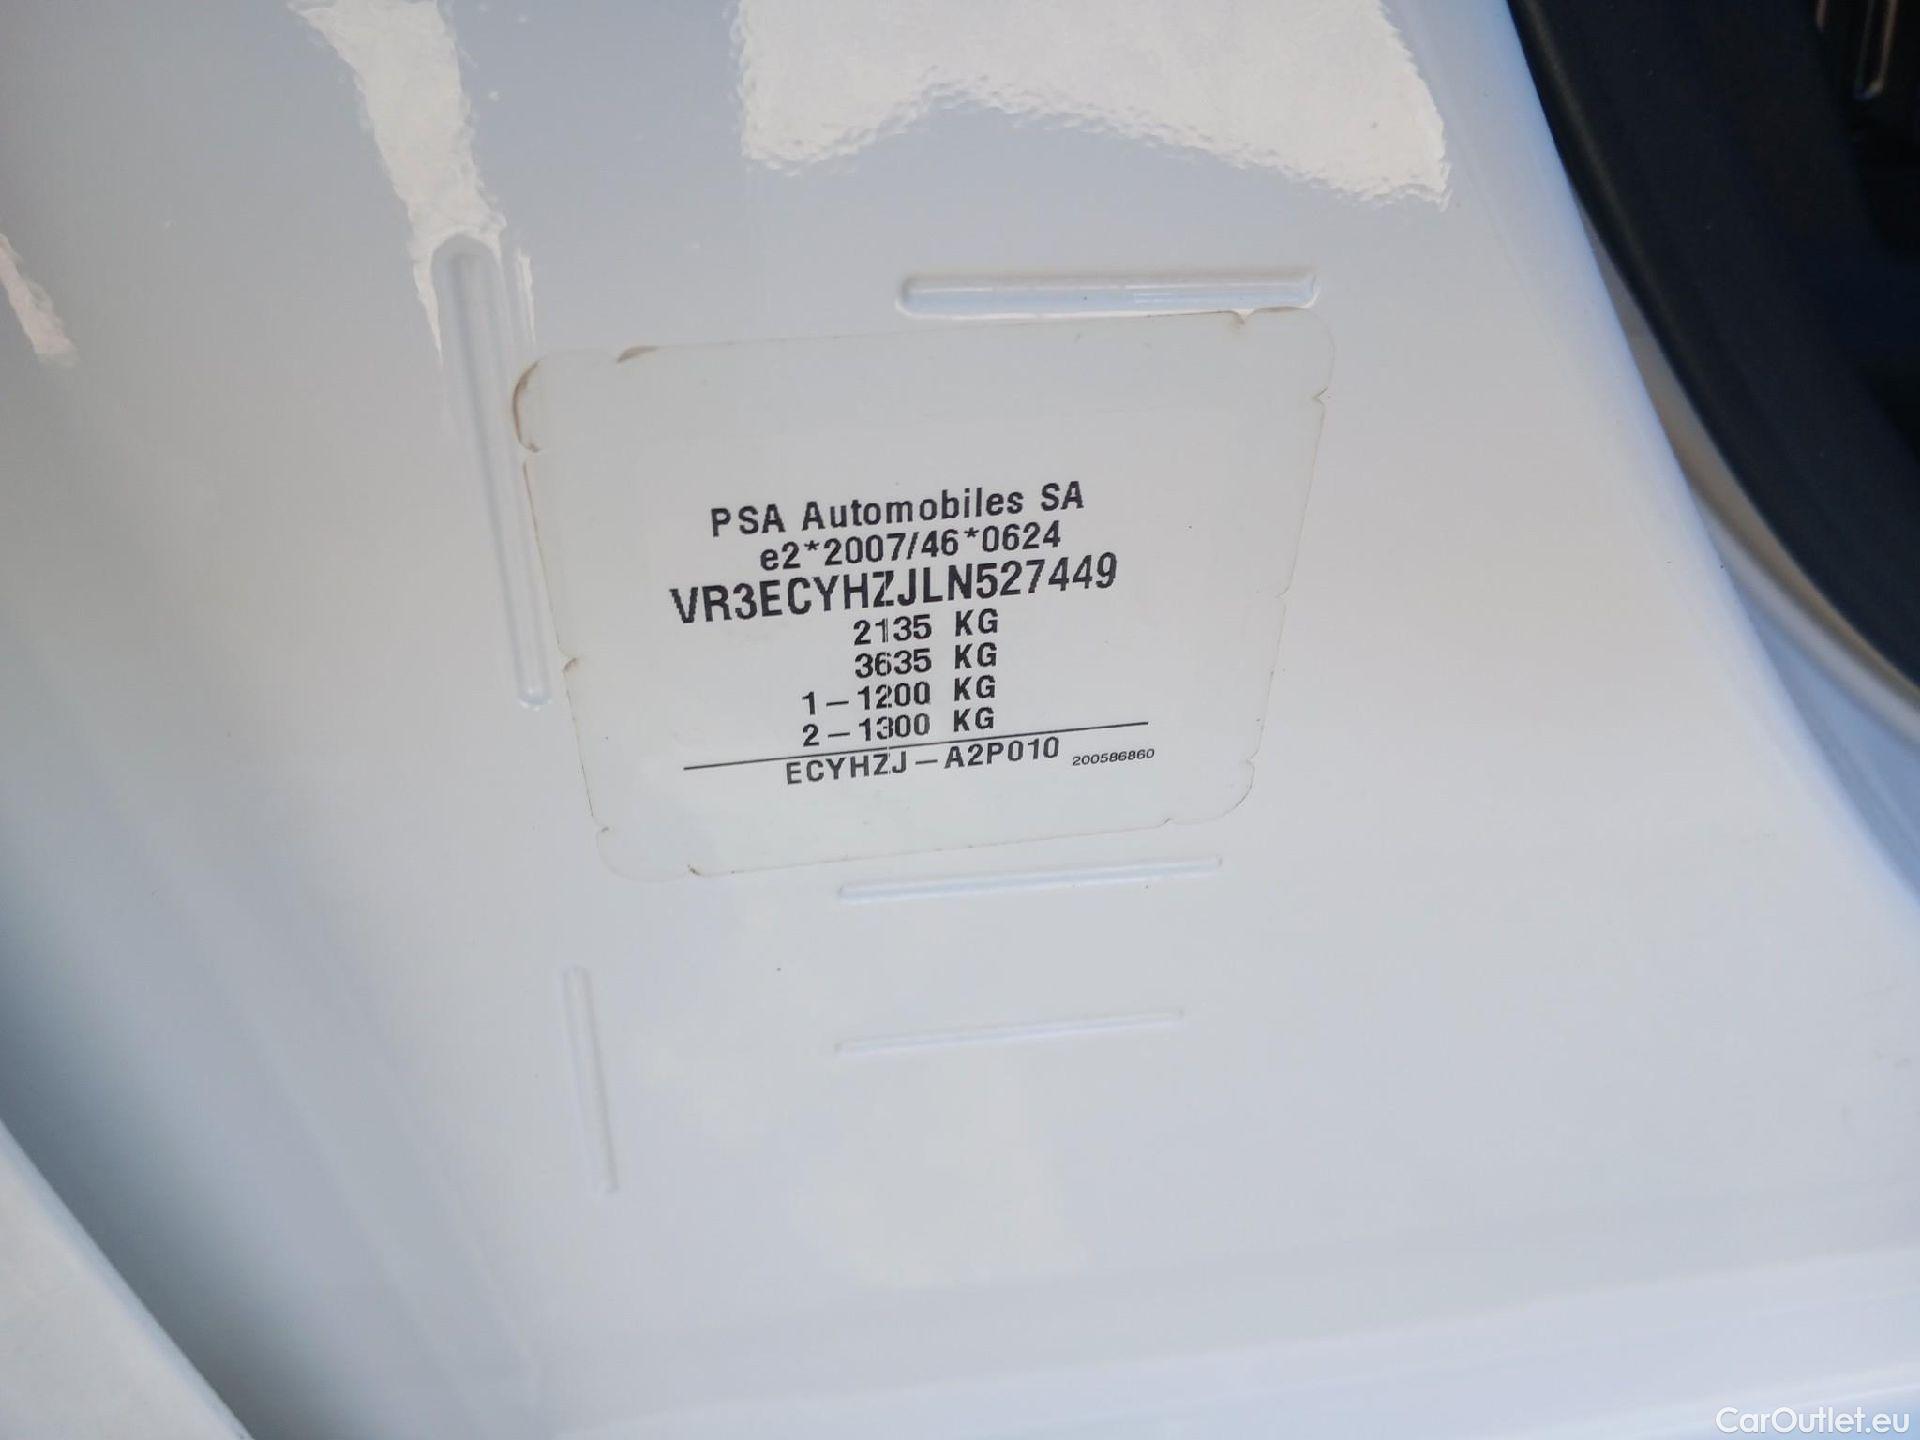 PSA Automobiles SA
e2*2007/46*0624
VR3ECYHZJLN527449
2135 KG
3635 KG
1-1200 KG
2-1300 KG
ECYHZJ-A2P010 200586860
CarOutlet.eu